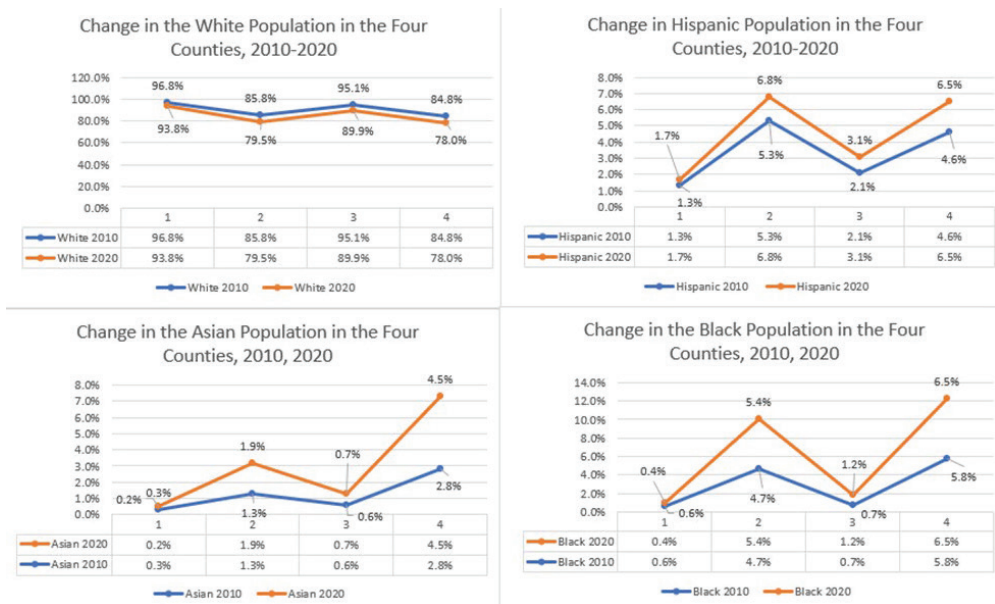 Change in the White Population in the Four
Counties, 2010-2020
120.0%
100.0%
80.0%
60.0%
40.0%
20.0%
0.0%
96.8%
85.8%
95.1%
84.8%
93.8%
79.5%
89.9%
78.0%
1 2 3 4
White 2010 96.8% 85.8% 95.1% 84.8%
White 2020 93.8% 79.5% 89.9% 78.0%
White 2010 White 2020
Change in Hispanic Population in the Four
Counties, 2010-2020
8.0%
7.0%
6.0%
5.0%
4.0%
3.0%
2.0%
1.0%
0.0%
1.7%
6.8%
3.1%
6.5%
1.3%
5.3%
2.1%
4.6%
1 2 3 4
Hispanic 2010 1.3% 5.3% 2.1% 4.6%
Hispanic 2020 1.7% 6.8% 3.1% 6.5%
Hispanic 2010 Hispanic 2020
Change in the Asian Population in the Four
Counties, 2010, 2020
8.0%
7.0%
6.0%
5.0%
4.0%
3.0%
2.0%
1.0%
0.0%
0.2%
0.3%
1.9%
0.7%
4.5%
1.3%
0.6%
2.8%
1 2 3 4
Asian 2020 0.2% 1.9% 0.7% 4.5%
Asian 2010 0.3% 1.3% 0.6% 2.8%
Asian 2010 Asian 2020
Change in the Black Population in the Four
Counties, 2010, 2020
14.0%
12.0%
10.0%
8.0%
6.0%
4.0%
2.0%
0.0%
0.4%
5.4%
1.2%
6.5%
0.6%
4.7%
0.7%
5.8%
1 2 3 4
Black 2020 0.4% 5.4% 1.2% 6.5%
Black 2010 0.6% 4.7% 0.7% 5.8%
Black 2010 Black 2020